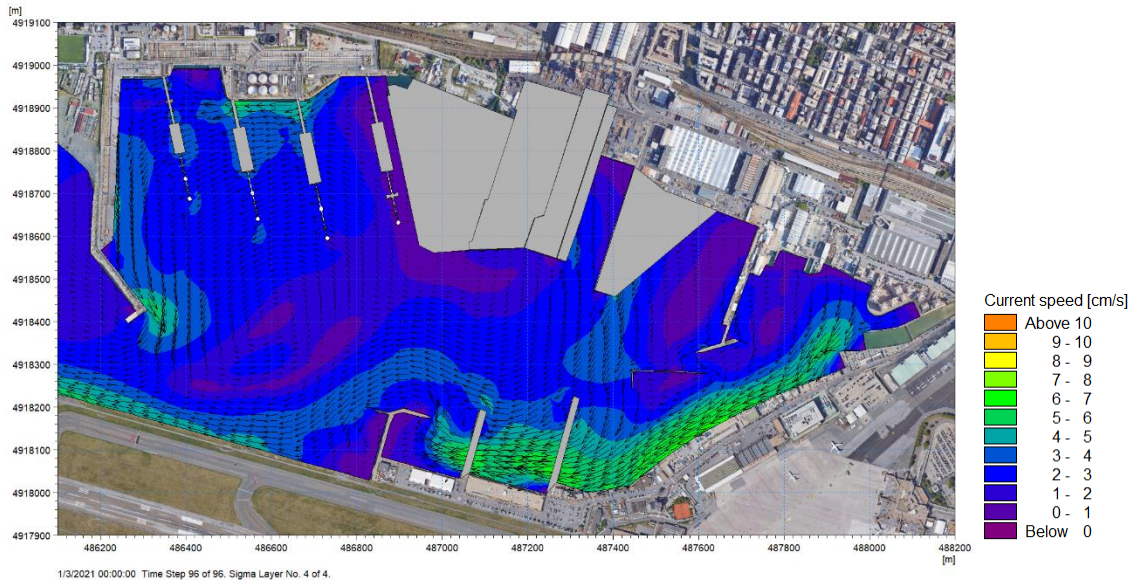 [m]
4919100
4919000
4918900
4918800
4918700
4918600
4918500
4918400
4918300
4918200
4918100
4918000
4917900
486200 486400 486600 486800 487000 487200 487400 487600 487800 488000 488200
[m]
1/3/2021 00:00:00 Time Step 96 of 96. Sigma Layer No. 4 of 4.
Current speed [cm/s]
Above 10
9 - 10
8 - 9
7 - 8
6 - 7
5 - 6
4 - 5
3 - 4
2 - 3
1 - 2
0 - 1
Below 0